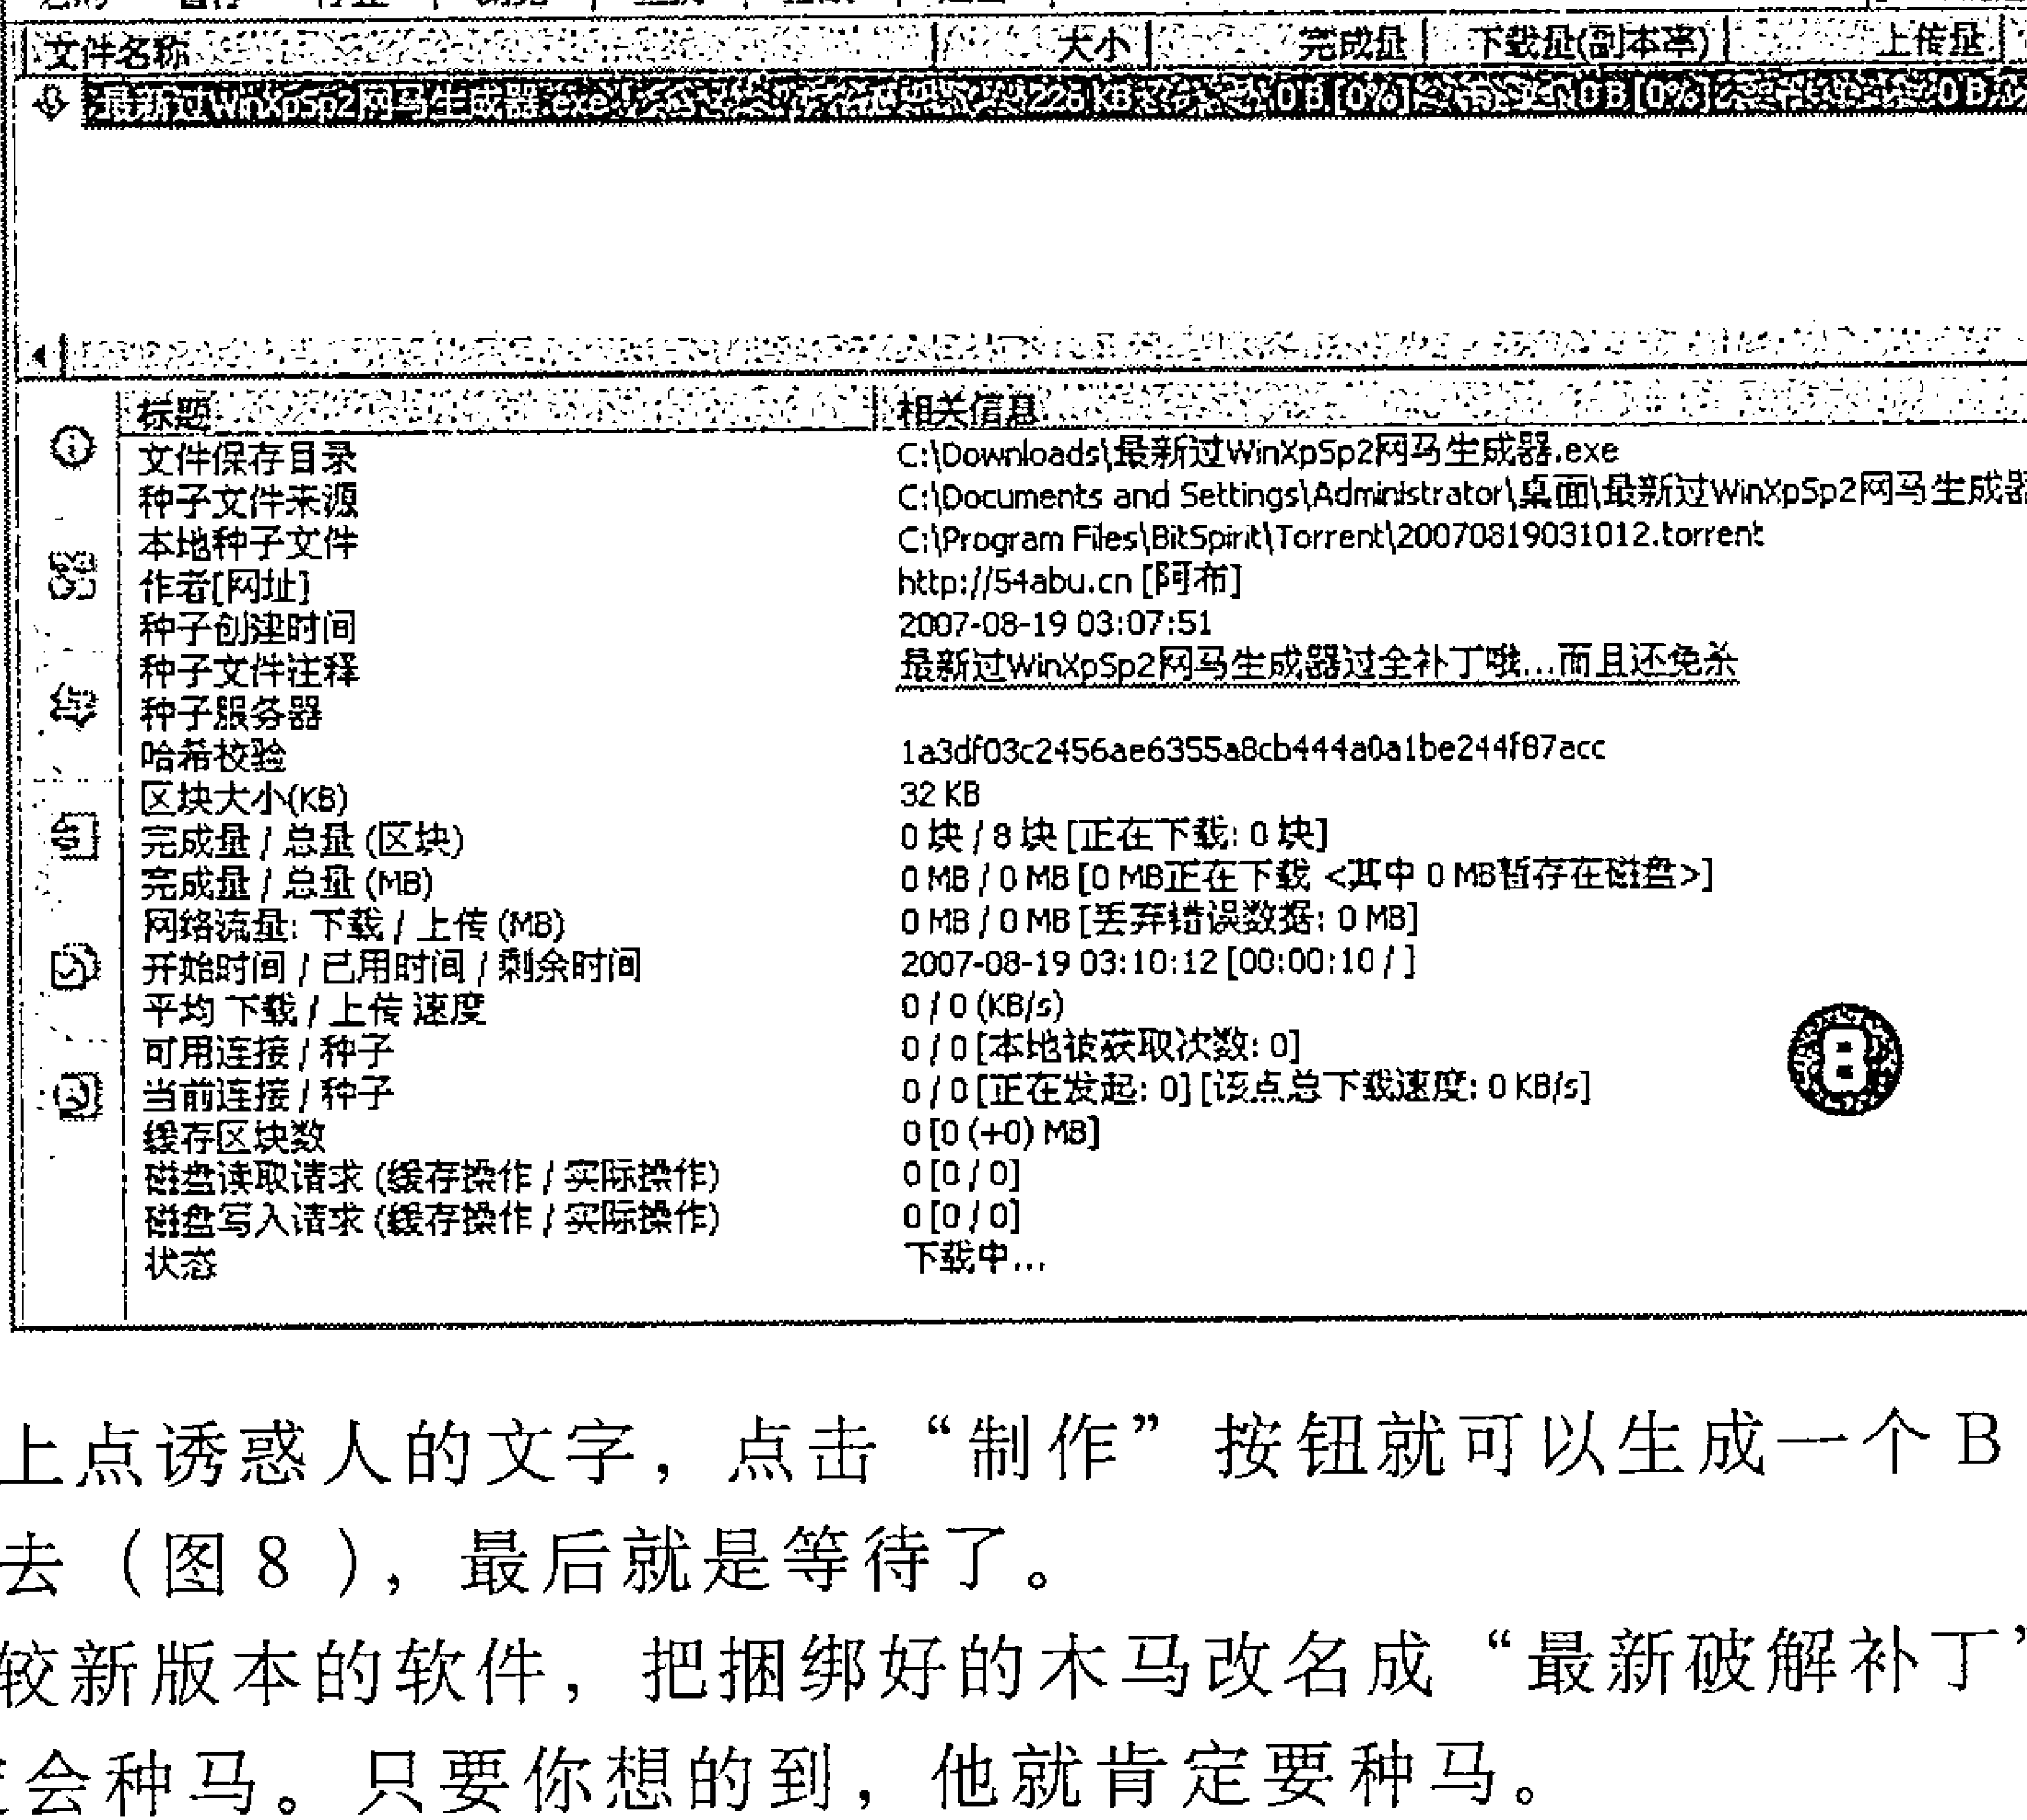 文件名称 大小 完成量 下载量(副本率) 上传量
最新过WinXpSp2网马生成器.exe 226 KB 0 B [0%] 0 B [0%] 0 B
标题 相关信息
文件保存目录 C:\Downloads\最新过WinXpSp2网马生成器.exe
种子文件来源 C:\Documents and Settings\Administrator\桌面\最新过WinXpSp2网马生成器
本地种子文件 C:\Program Files\BitSpirit\Torrent\20070819031012.torrent
作者[网址] http://54abu.cn [阿布]
种子创建时间 2007-08-19 03:07:51
种子文件注释 最新过WinXpSp2网马生成器过全补丁哦...而且还免杀
种子服务器
哈希校验 1a3df03c2456ae6355a8cb444a0a1be244f87acc
区块大小(KB) 32 KB
完成量 / 总量 (区块) 0 块 / 8 块 [正在下载: 0 块]
完成量 / 总量 (MB) 0 MB / 0 MB [0 MB正在下载 <其中 0 MB暂存在磁盘>]
网络流量: 下载 / 上传 (MB) 0 MB / 0 MB [丢弃错误数据: 0 MB]
开始时间 / 已用时间 / 剩余时间 2007-08-19 03:10:12 [00:00:10 / ]
平均 下载 / 上传 速度 0 / 0 (KB/s)
可用连接 / 种子 0 / 0 [本地被获取次数: 0]
当前连接 / 种子 0 / 0 [正在发起: 0] [该点总下载速度: 0 KB/s]
缓存区块数 0 [0 (+0) MB]
磁盘读取请求 (缓存操作 / 实际操作) 0 [0 / 0]
磁盘写入请求 (缓存操作 / 实际操作) 0 [0 / 0]
状态 下载中...
8
上点诱惑人的文字，点击“制作”按钮就可以生成一个 B
去（图 8 ），最后就是等待了。
较新版本的软件，把捆绑好的木马改名成“最新破解补丁”
会种马。只要你想的到，他就肯定要种马。